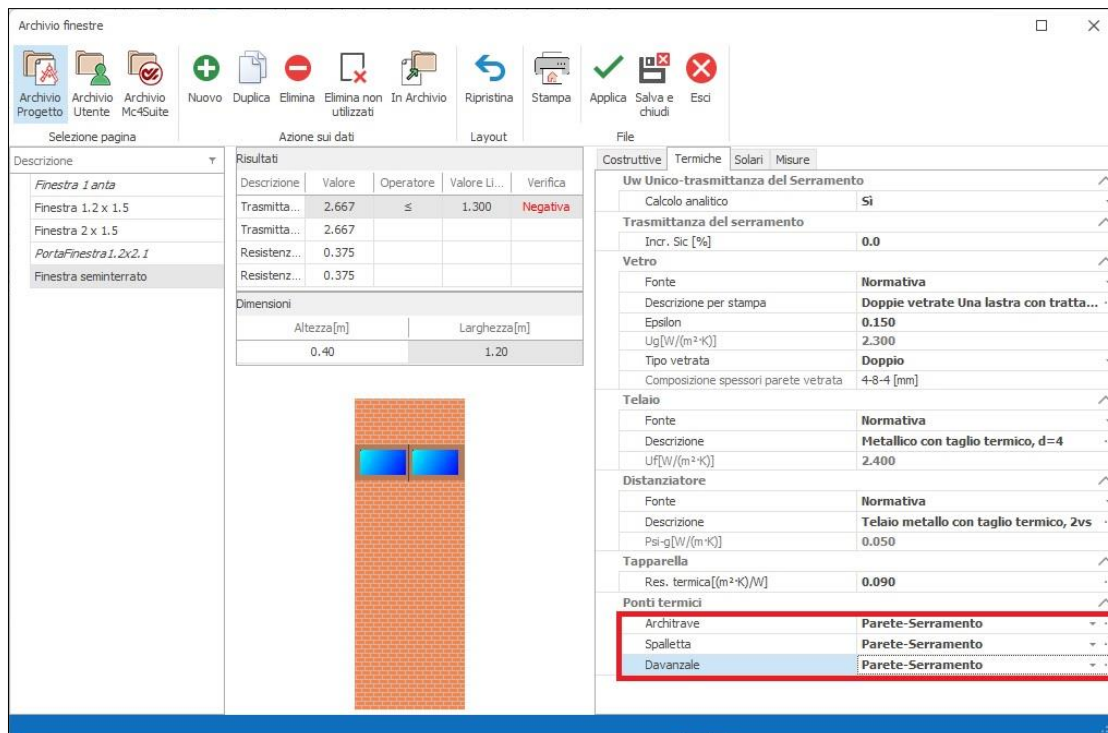 Archivio finestre
Archivio Progetto
Archivio Utente
Archivio Mc4Suite
Nuovo
Duplica
Elimina
Elimina non utilizzati
In Archivio
Ripristina
Stampa
Applica
Salva e chiudi
Esci
Selezione pagina
Azione sui dati
Layout
File
Descrizione
Finestra 1 anta
Finestra 1.2 x 1.5
Finestra 2 x 1.5
PortaFinestra1.2x2.1
Finestra seminterrato
Risultati
Descrizione Valore Operatore Valore Li... Verifica
Trasmitta... 2.667 ≤ 1.300 Negativa
Trasmitta... 2.667
Resistenz... 0.375
Resistenz... 0.375
Dimensioni
Altezza[m] Larghezza[m]
0.40 1.20
Costruttive Termiche Solari Misure
Uw Unico-trasmittanza del Serramento
Calcolo analitico Sì
Trasmittanza del serramento
Incr. Sic [%] 0.0
Vetro
Fonte Normativa
Descrizione per stampa Doppie vetrate Una lastra con tratta...
Epsilon 0.150
Ug[W/(m²·K)] 2.300
Tipo vetrata Doppio
Composizione spessori parete vetrata 4-8-4 [mm]
Telaio
Fonte Normativa
Descrizione Metallico con taglio termico, d=4
Uf[W/(m²·K)] 2.400
Distanziatore
Fonte Normativa
Descrizione Telaio metallo con taglio termico, 2vs
Psi-g[W/(m·K)] 0.050
Tapparella
Res. termica[(m²·K)/W] 0.090
Ponti termici
Architrave Parete-Serramento
Spalletta Parete-Serramento
Davanzale Parete-Serramento